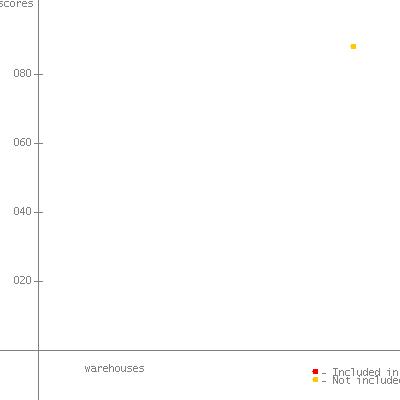 scores
080
060
040
020
warehouses
- Included in
- Not included